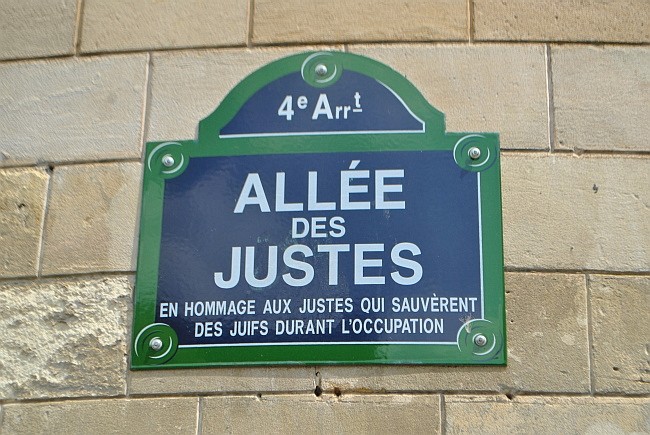 4e Arrt
ALLÉE
DES
JUSTES
EN HOMMAGE AUX JUSTES QUI SAUVÈRENT
DES JUIFS DURANT L'OCCUPATION